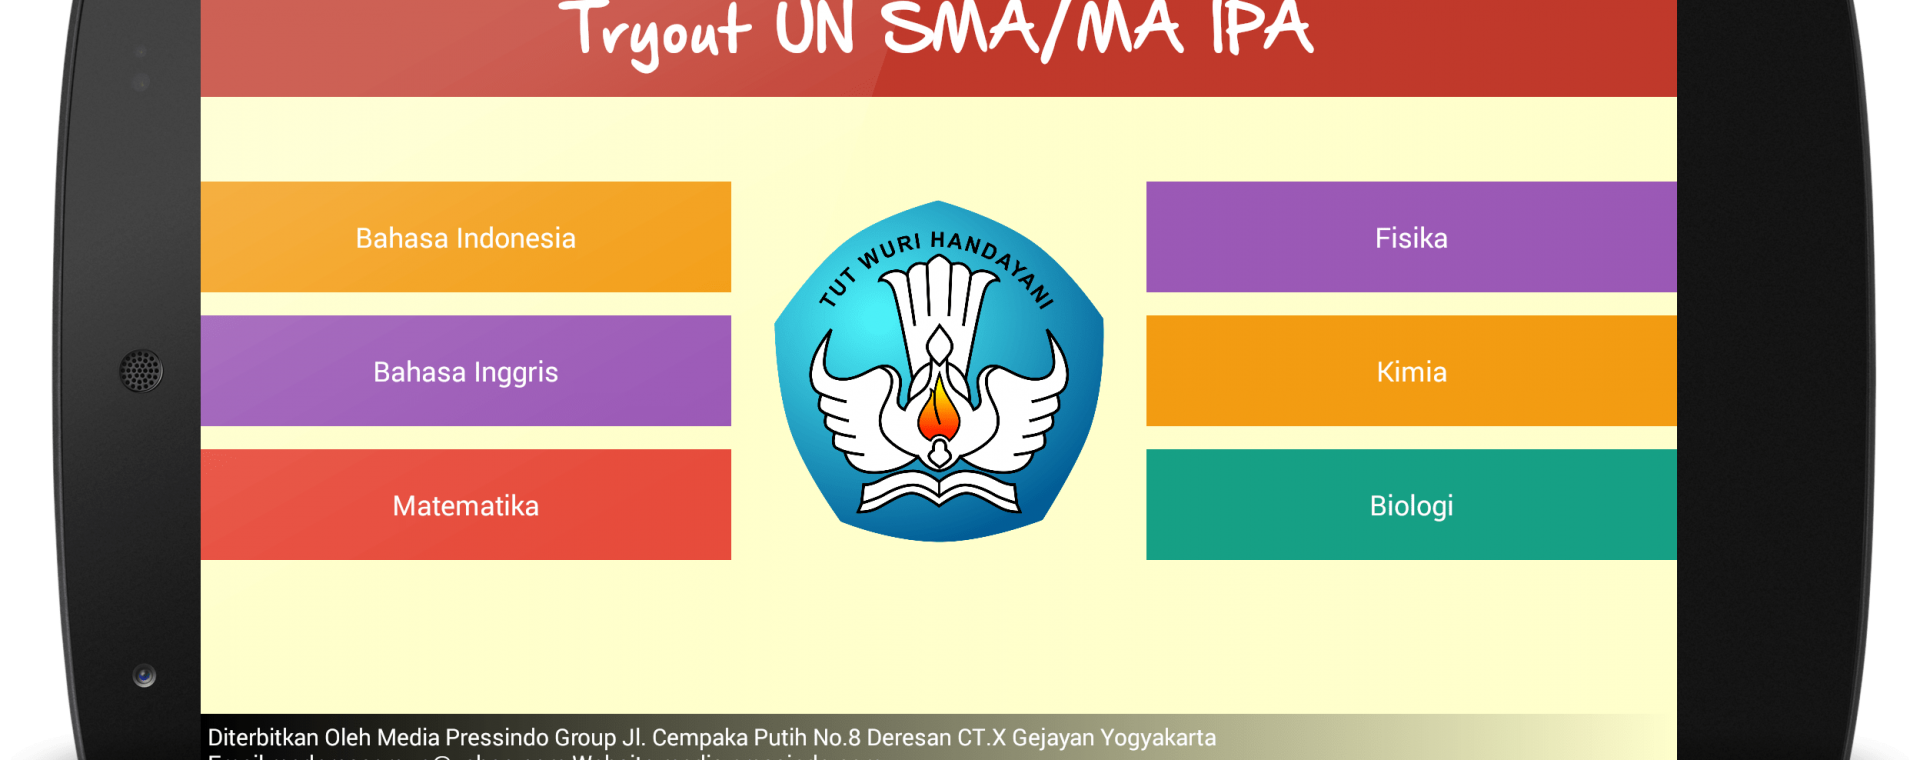 Tryout UN SMA/MA IPA
Bahasa Indonesia
Bahasa Inggris
Matematika
TUT WURI HANDAYANI
Fisika
Kimia
Biologi
Diterbitkan Oleh Media Pressindo Group Jl. Cempaka Putih No.8 Deresan CT.X Gejayan Yogyakarta